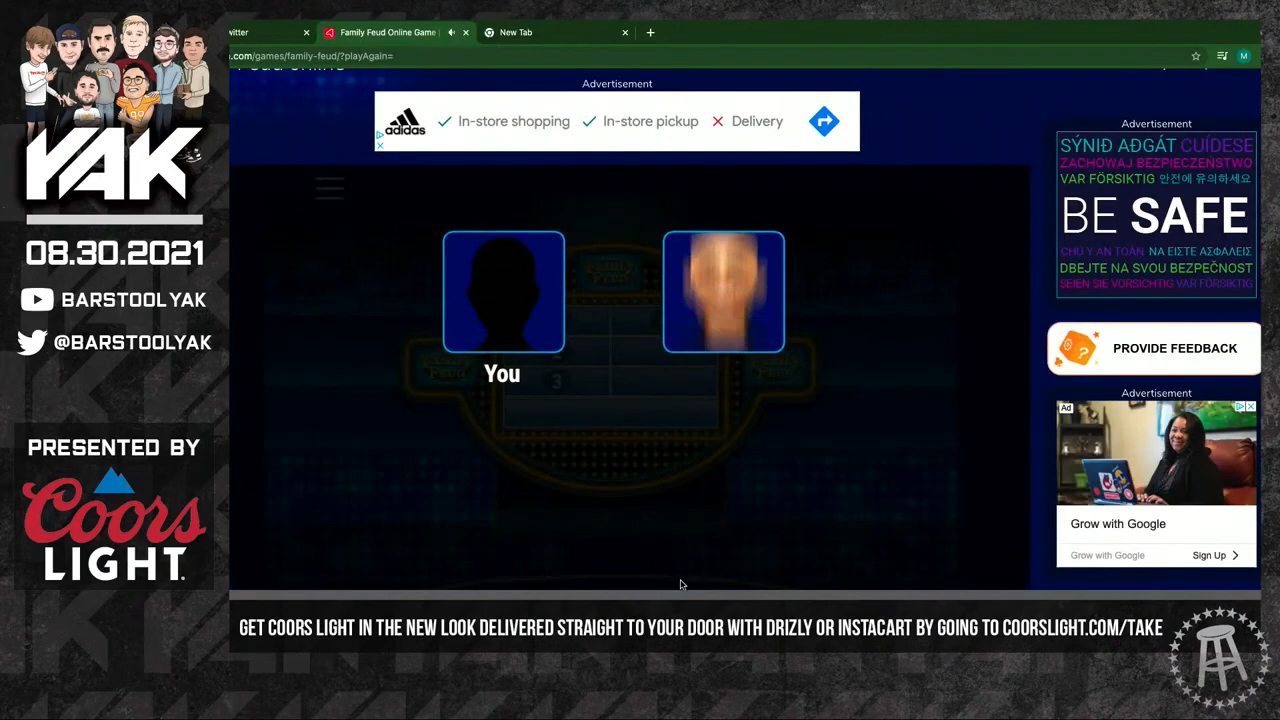 itter
Family Feud Online Game
New Tab
.com/games/family-feud/?playAgain=
M
Advertisement
adidas
In-store shopping
In-store pickup
Delivery
YAK
08.30.2021
BARSTOOLYAK
@BARSTOOLYAK
PRESENTED BY
Coors
LIGHT
You
3
Advertisement
SÝNIÐ AÐGÁT CUÍDESE
ZACHOWAJ BEZPIECZEŃSTWO
VAR FÖRSIKTIG 안전에 유의하세요
BE SAFE
CHÚ Ý AN TOÀN NA EISTE ΑΣΦΑΛΕΙΣ
DBEJTE NA SVOU BEZPEČNOST
SEIEN SIE VORSICHTIG VAR FÖRSIKTIG
PROVIDE FEEDBACK
Advertisement
Ad
Grow with Google
Grow with Google
Sign Up
GET COORS LIGHT IN THE NEW LOOK DELIVERED STRAIGHT TO YOUR DOOR WITH DRIZLY OR INSTACART BY GOING TO COORSLIGHT.COM/TAKE